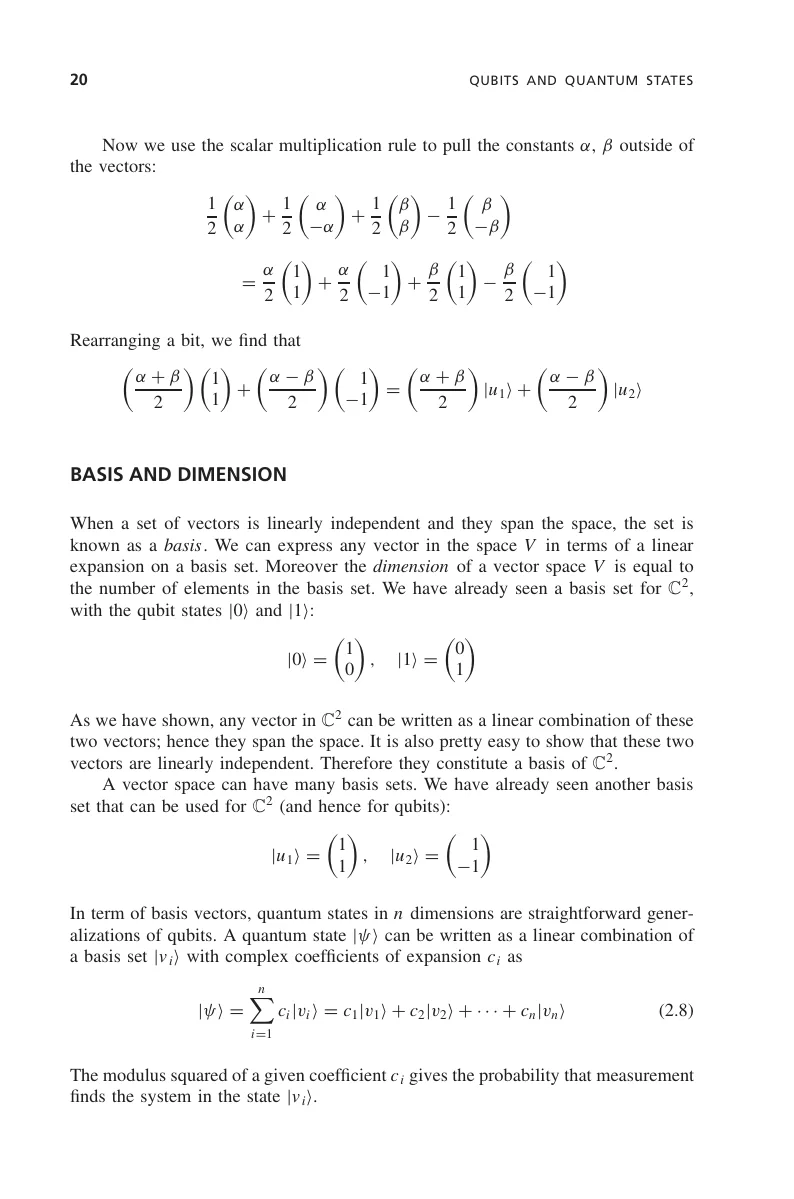 20 QUBITS AND QUANTUM STATES
Now we use the scalar multiplication rule to pull the constants α, β outside of
the vectors:
1/2 (α α) + 1/2 (α −α) + 1/2 (β β) − 1/2 (β −β)
= α/2 (1 1) + α/2 (1 −1) + β/2 (1 1) − β/2 (1 −1)
Rearranging a bit, we find that
((α + β)/2) (1 1) + ((α − β)/2) (1 −1) = ((α + β)/2) |u₁⟩ + ((α − β)/2) |u₂⟩
BASIS AND DIMENSION
When a set of vectors is linearly independent and they span the space, the set is
known as a basis. We can express any vector in the space V in terms of a linear
expansion on a basis set. Moreover the dimension of a vector space V is equal to
the number of elements in the basis set. We have already seen a basis set for ℂ²,
with the qubit states |0⟩ and |1⟩:
|0⟩ = (1 0), |1⟩ = (0 1)
As we have shown, any vector in ℂ² can be written as a linear combination of these
two vectors; hence they span the space. It is also pretty easy to show that these two
vectors are linearly independent. Therefore they constitute a basis of ℂ².
A vector space can have many basis sets. We have already seen another basis
set that can be used for ℂ² (and hence for qubits):
|u₁⟩ = (1 1), |u₂⟩ = (1 −1)
In term of basis vectors, quantum states in n dimensions are straightforward gener-
alizations of qubits. A quantum state |ψ⟩ can be written as a linear combination of
a basis set |vᵢ⟩ with complex coefficients of expansion cᵢ as
|ψ⟩ = ∑ᵢ₌₁ⁿ cᵢ|vᵢ⟩ = c₁|v₁⟩ + c₂|v₂⟩ + · · · + cₙ|vₙ⟩ (2.8)
The modulus squared of a given coefficient cᵢ gives the probability that measurement
finds the system in the state |vᵢ⟩.